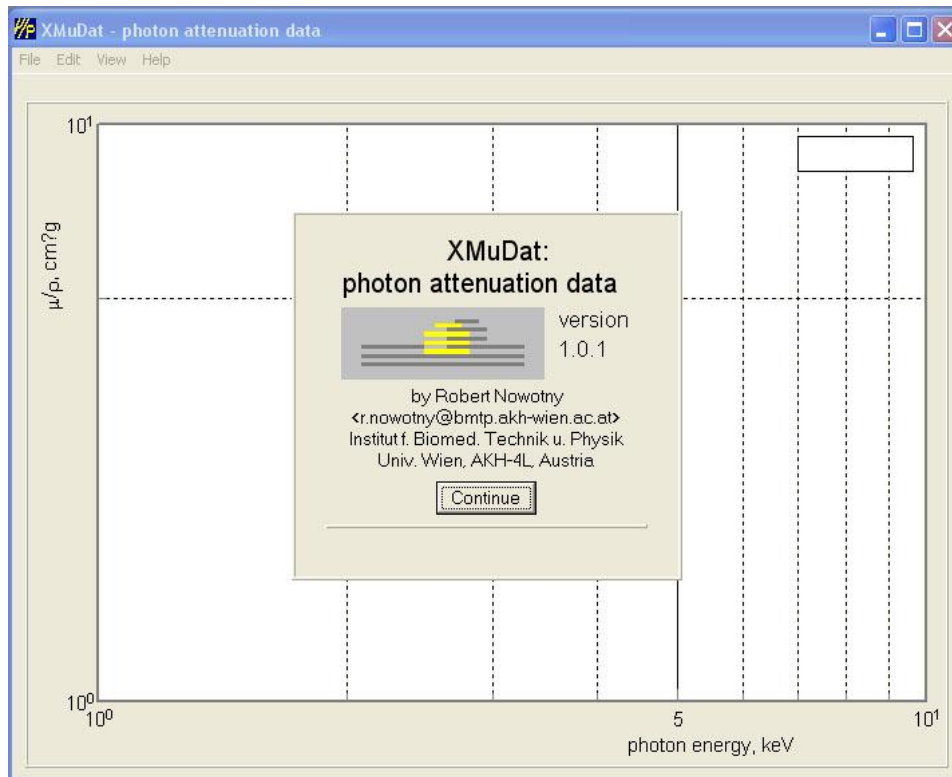 XMuDat - photon attenuation data
File Edit View Help
10¹
μ/ρ, cm?g
XMuDat:
photon attenuation data
version
1.0.1
by Robert Nowotny
<r.nowotny@bmtp.akh-wien.ac.at>
Institut f. Biomed. Technik u. Physik
Univ. Wien, AKH-4L, Austria
Continue
10⁰
10⁰ 5 10¹
photon energy, keV